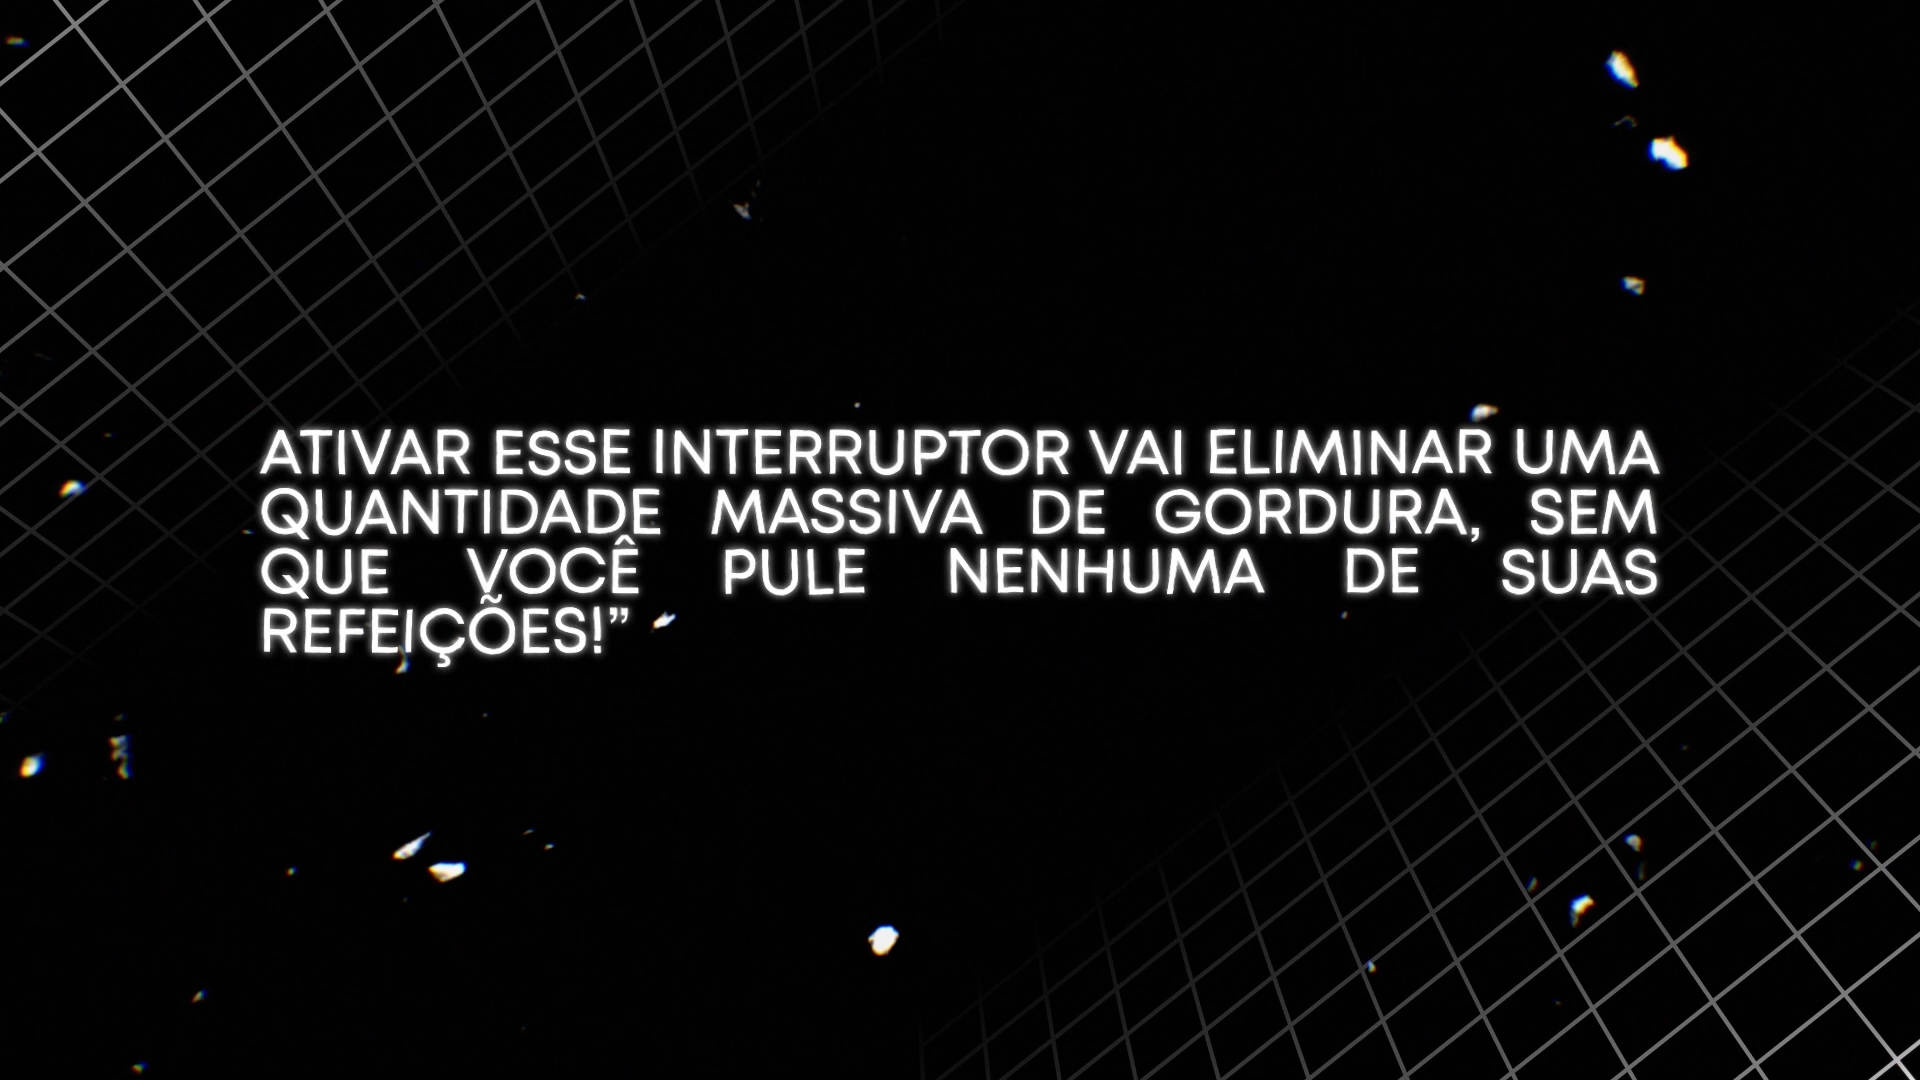 ATIVAR ESSE INTERRUPTOR VAI ELIMINAR UMA
QUANTIDADE MASSIVA DE GORDURA, SEM
QUE VOCÊ PULE NENHUMA DE SUAS
REFEIÇÕES!”